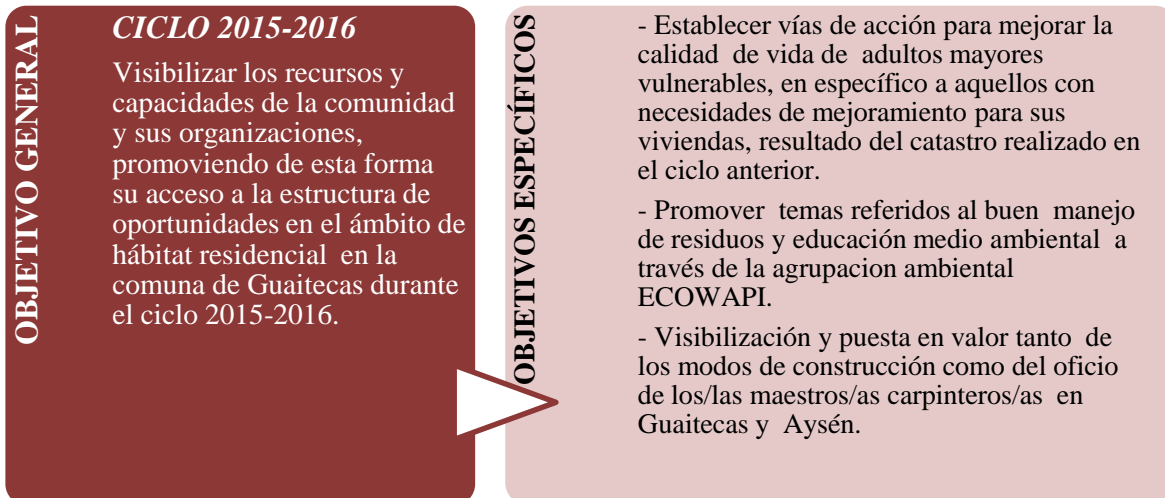 OBJETIVO GENERAL
CICLO 2015-2016
Visibilizar los recursos y
capacidades de la comunidad
y sus organizaciones,
promoviendo de esta forma
su acceso a la estructura de
oportunidades en el ámbito de
hábitat residencial en la
comuna de Guaitecas durante
el ciclo 2015-2016.
OBJETIVOS ESPECÍFICOS
- Establecer vías de acción para mejorar la
calidad de vida de adultos mayores
vulnerables, en específico a aquellos con
necesidades de mejoramiento para sus
viviendas, resultado del catastro realizado en
el ciclo anterior.
- Promover temas referidos al buen manejo
de residuos y educación medio ambiental a
través de la agrupacion ambiental
ECOWAPI.
- Visibilización y puesta en valor tanto de
los modos de construcción como del oficio
de los/las maestros/as carpinteros/as en
Guaitecas y Aysén.